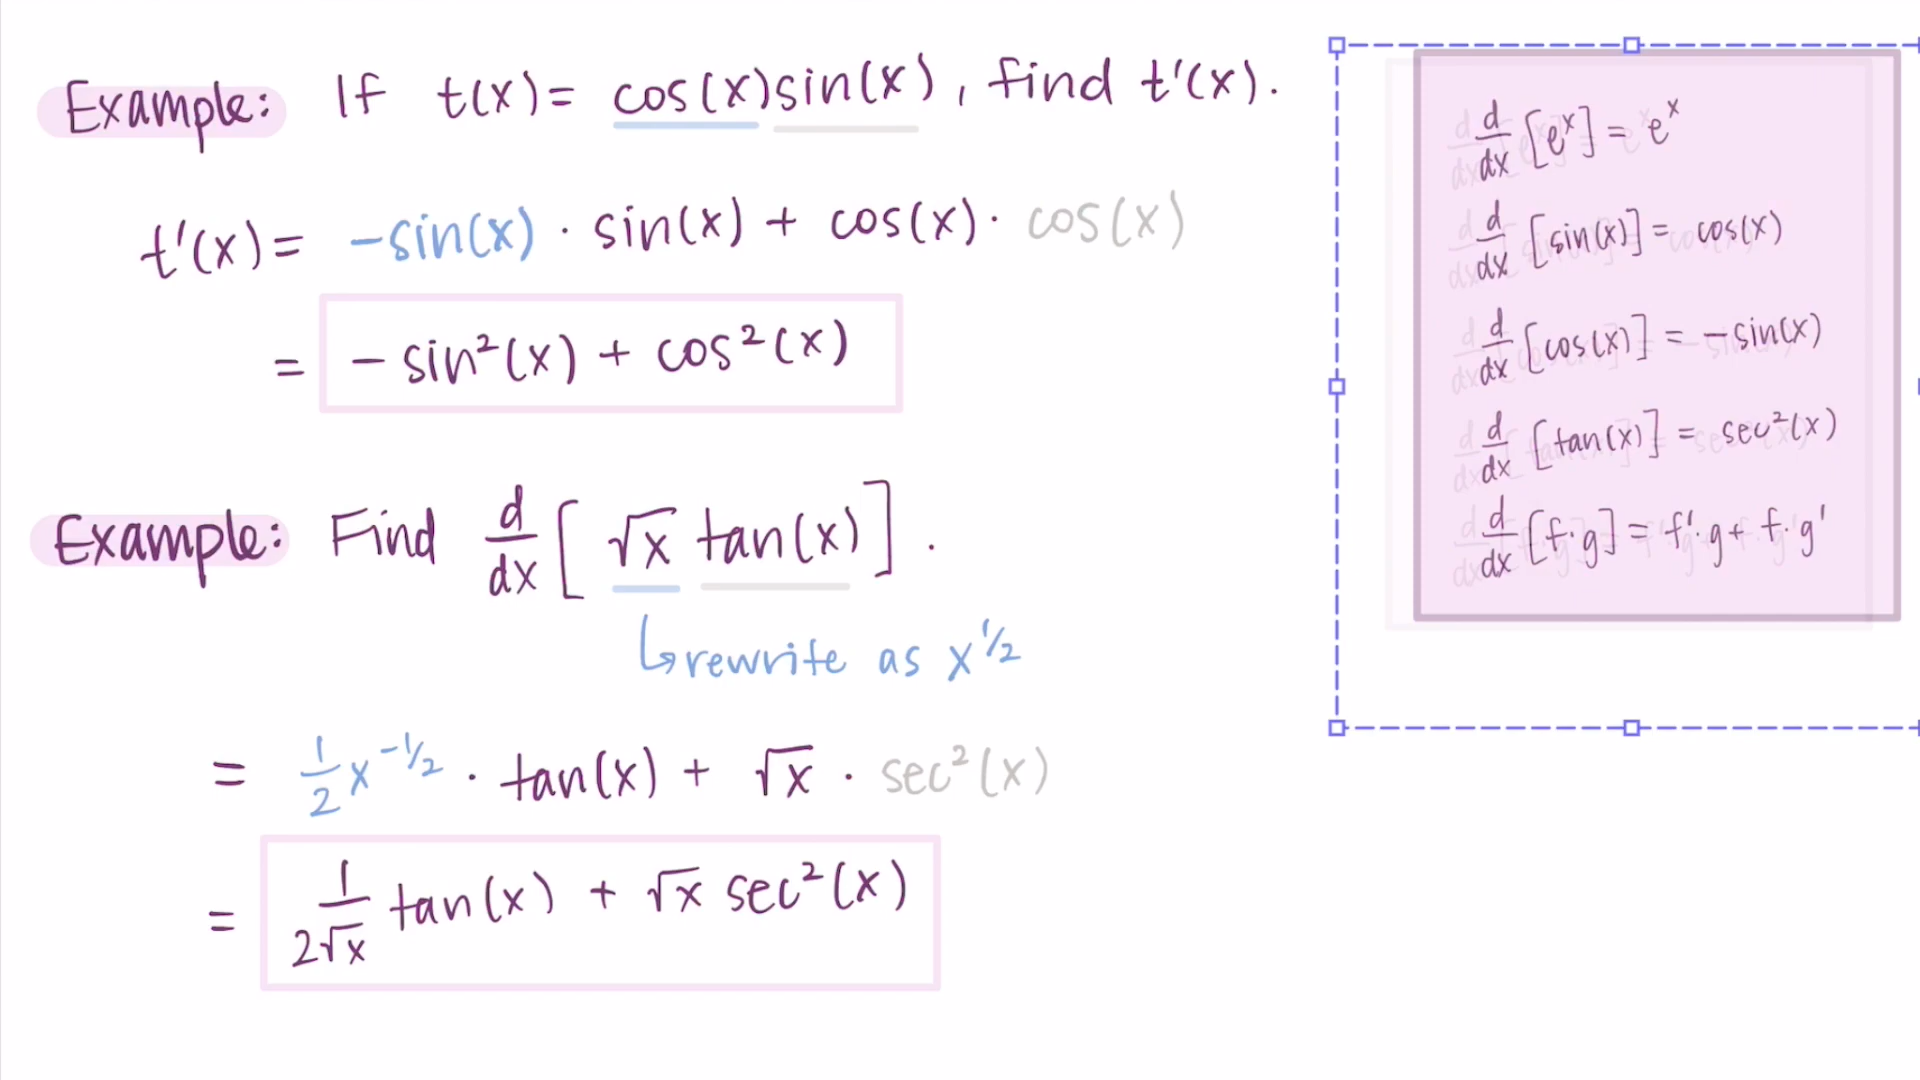 Example: If t(x) = cos(x)sin(x), find t'(x).
t'(x) = -sin(x) · sin(x) + cos(x) · cos(x)
= - sin²(x) + cos²(x)
Example: Find d/dx [√x tan(x)].
↳ rewrite as x^½
= 1/2 x^-½ · tan(x) + √x · sec²(x)
= 1/(2√x) tan(x) + √x sec²(x)
d/dx [e^x] = e^x
d/dx [sin(x)] = cos(x)
d/dx [cos(x)] = -sin(x)
d/dx [tan(x)] = sec²(x)
d/dx [f·g] = f'·g + f·g'